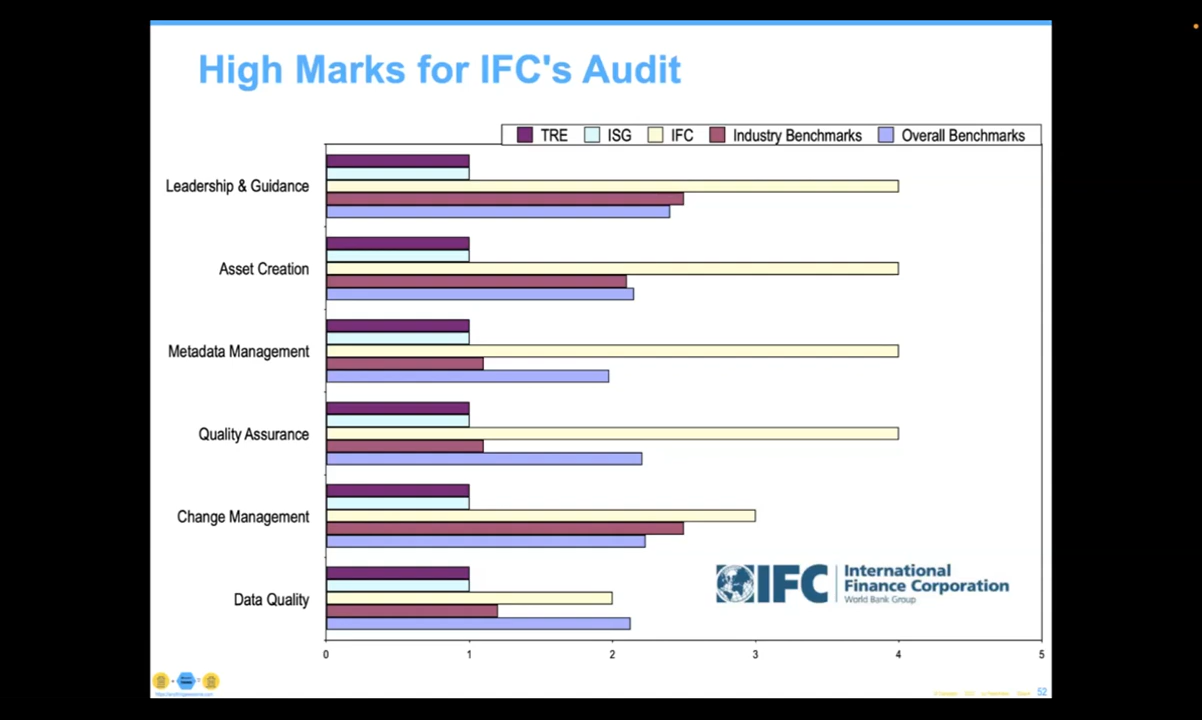 High Marks for IFC's Audit
TRE ISG IFC Industry Benchmarks Overall Benchmarks
Leadership & Guidance
Asset Creation
Metadata Management
Quality Assurance
Change Management
Data Quality
IFC International
Finance Corporation
World Bank Group
0 1 2 3 4 5
52